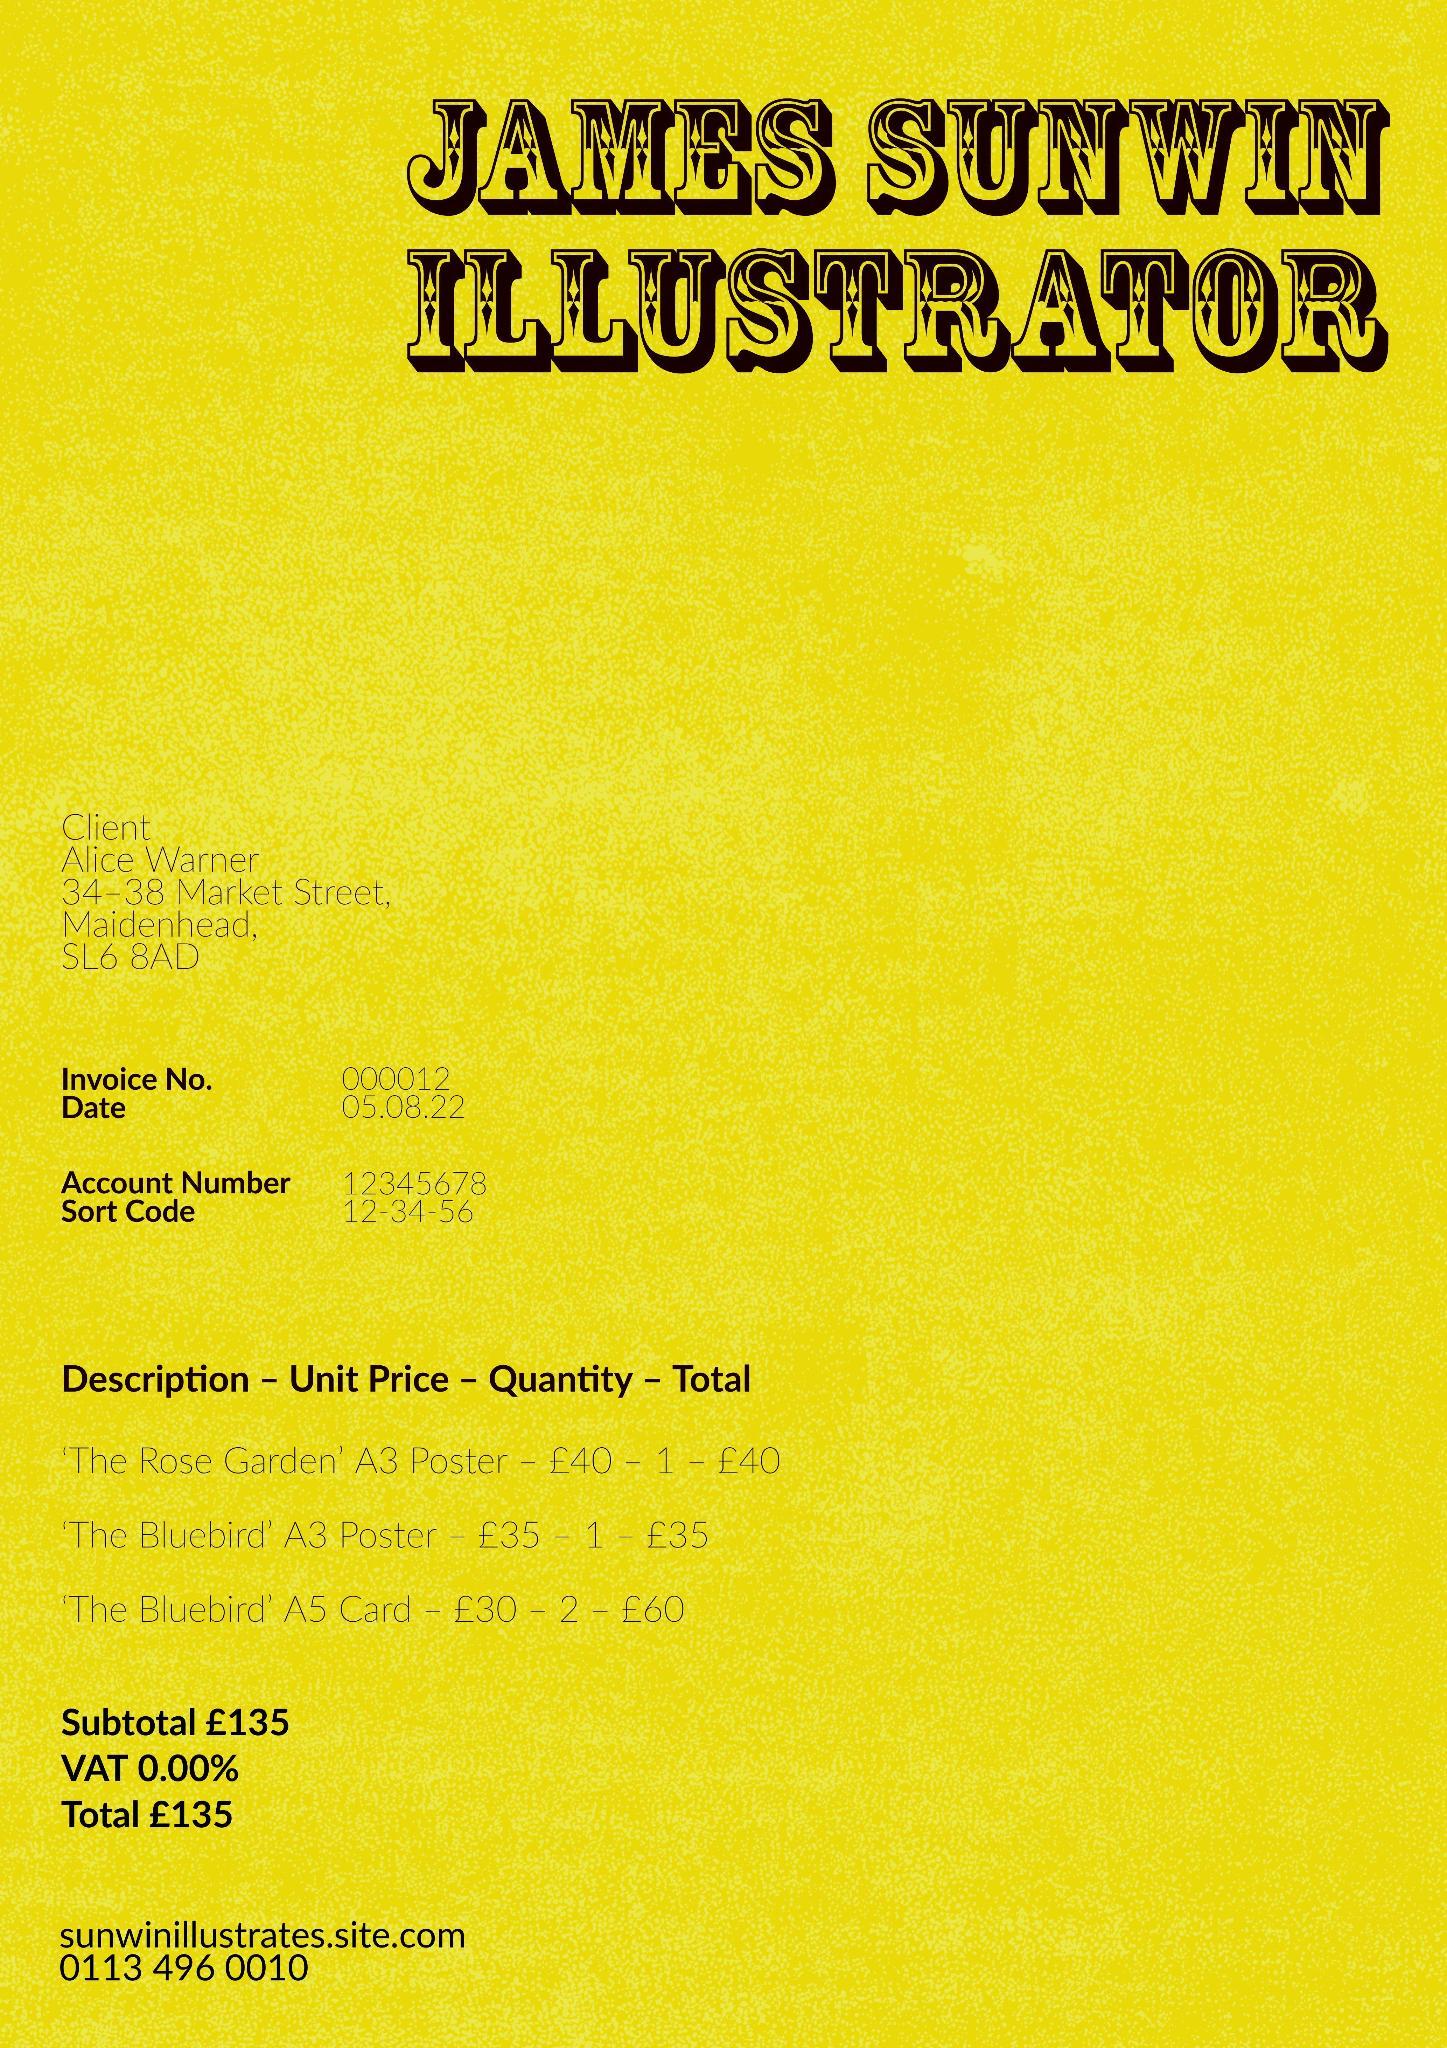 JAMES SUNWIN
ILLUSTRATOR
Client
Alice Warner
34–38 Market Street,
Maidenhead,
SL6 8AD
Invoice No. 000012
Date 05.08.22
Account Number 12345678
Sort Code 12-34-56
Description – Unit Price – Quantity – Total
‘The Rose Garden’ A3 Poster – £40 – 1 – £40
‘The Bluebird’ A3 Poster – £35 – 1 – £35
‘The Bluebird’ A5 Card – £30 – 2 – £60
Subtotal £135
VAT 0.00%
Total £135
sunwinillustrates.site.com
0113 496 0010